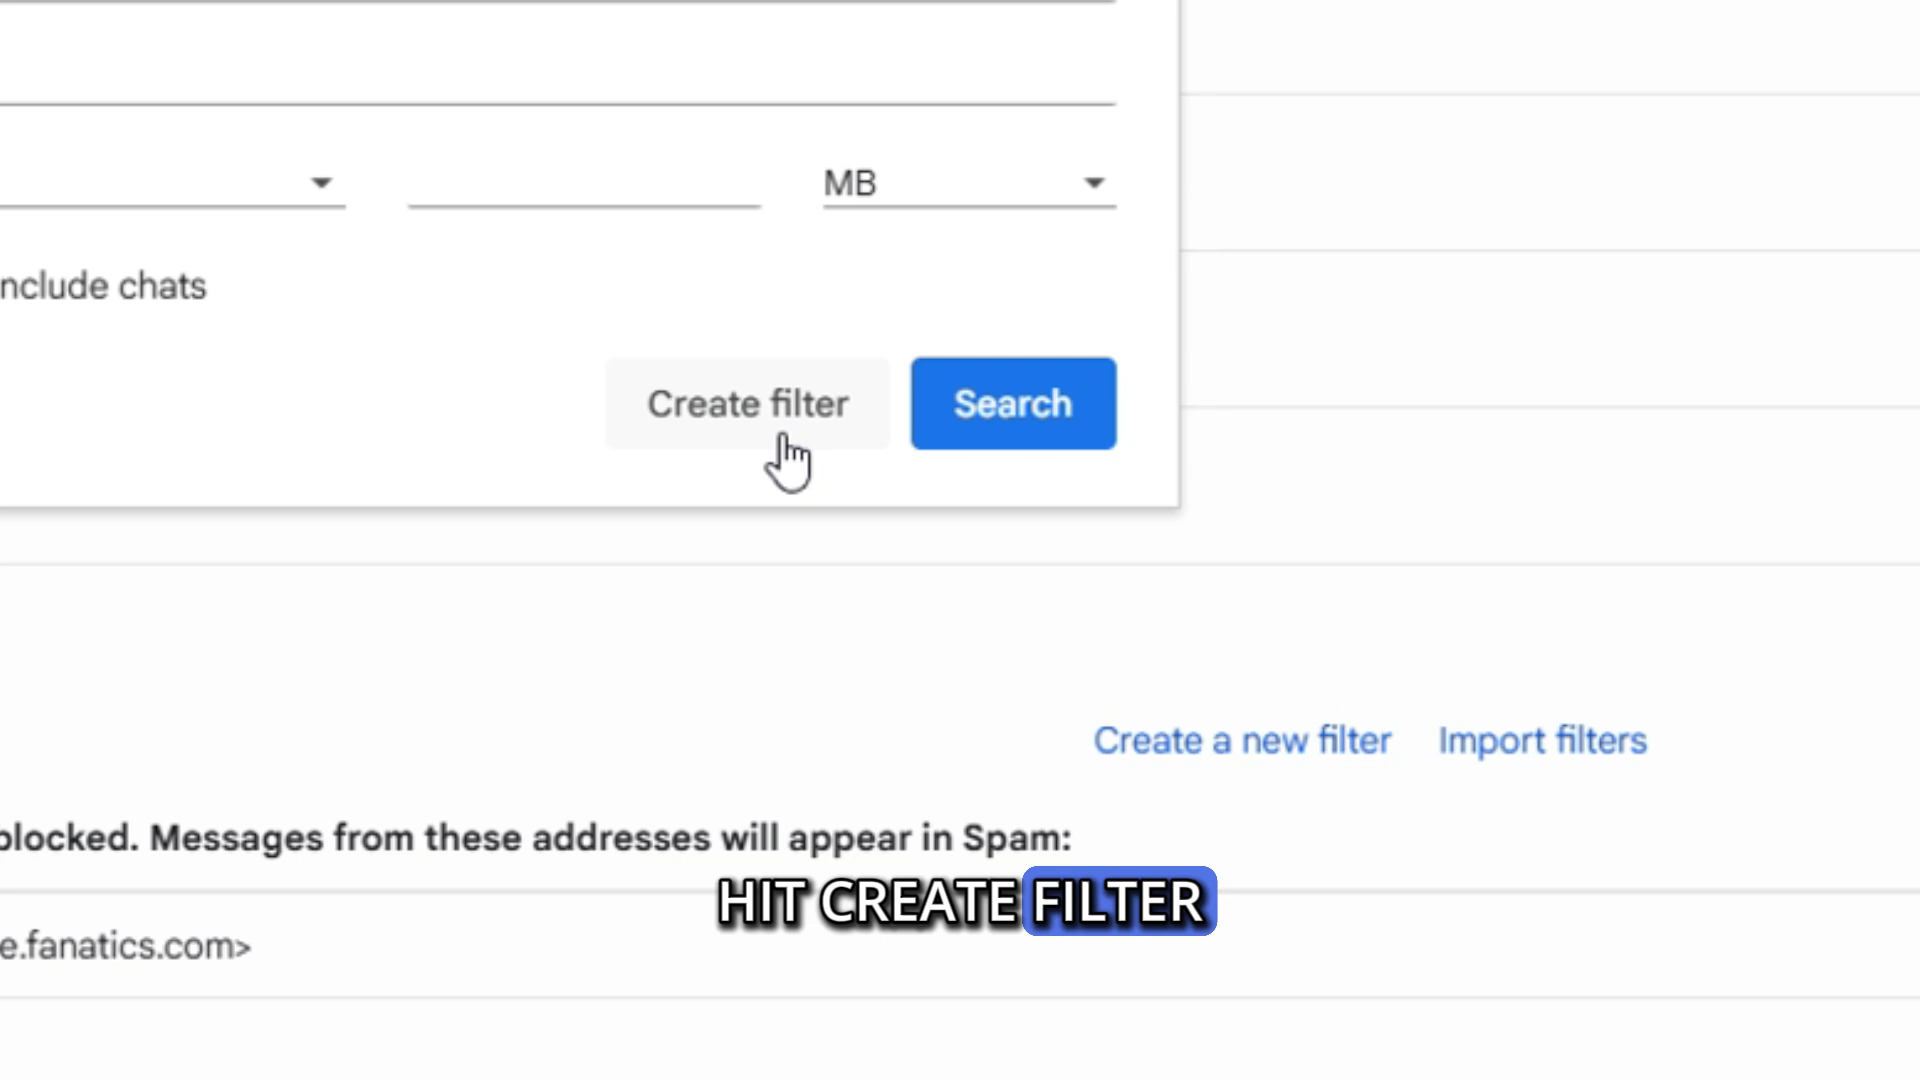 MB
nclude chats
Create filter
Search
Create a new filter
Import filters
blocked. Messages from these addresses will appear in Spam:
HIT CREATE FILTER
e.fanatics.com>